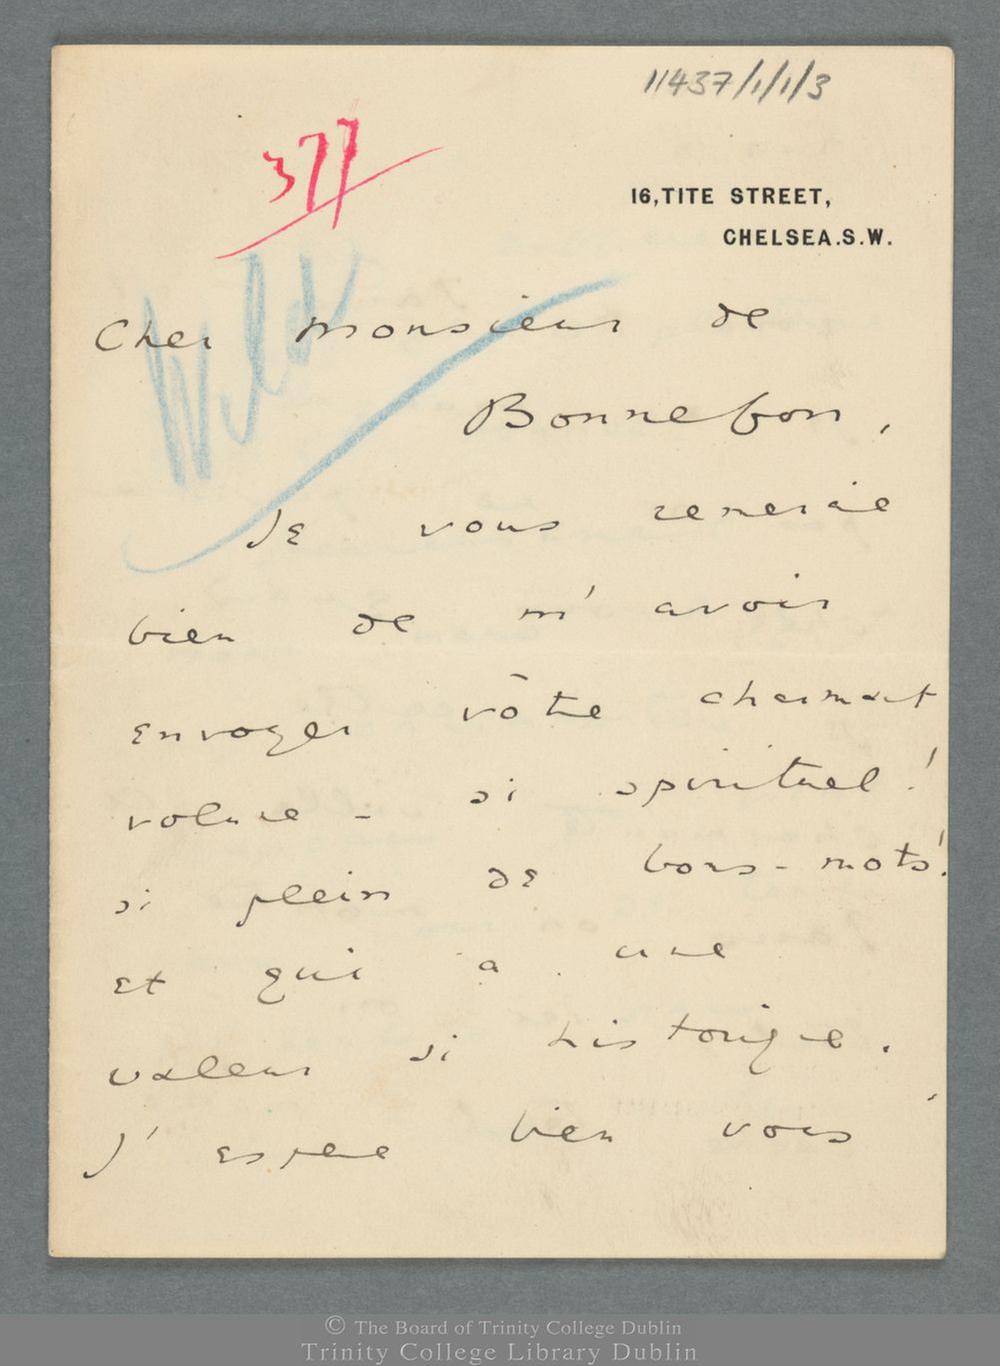 11437/1/1/3
377
16, TITE STREET,
CHELSEA. S. W.
Wilde
Cher Monsieur de
Bonnefon,
Je vous remercie
bien de m'avoir
envoyer vôtre charmant
volume - si spirituel!
si plein de bons-mots!
et qui a une
valeur si historique.
J'espere bien vous
© The Board of Trinity College Dublin
Trinity College Library Dublin